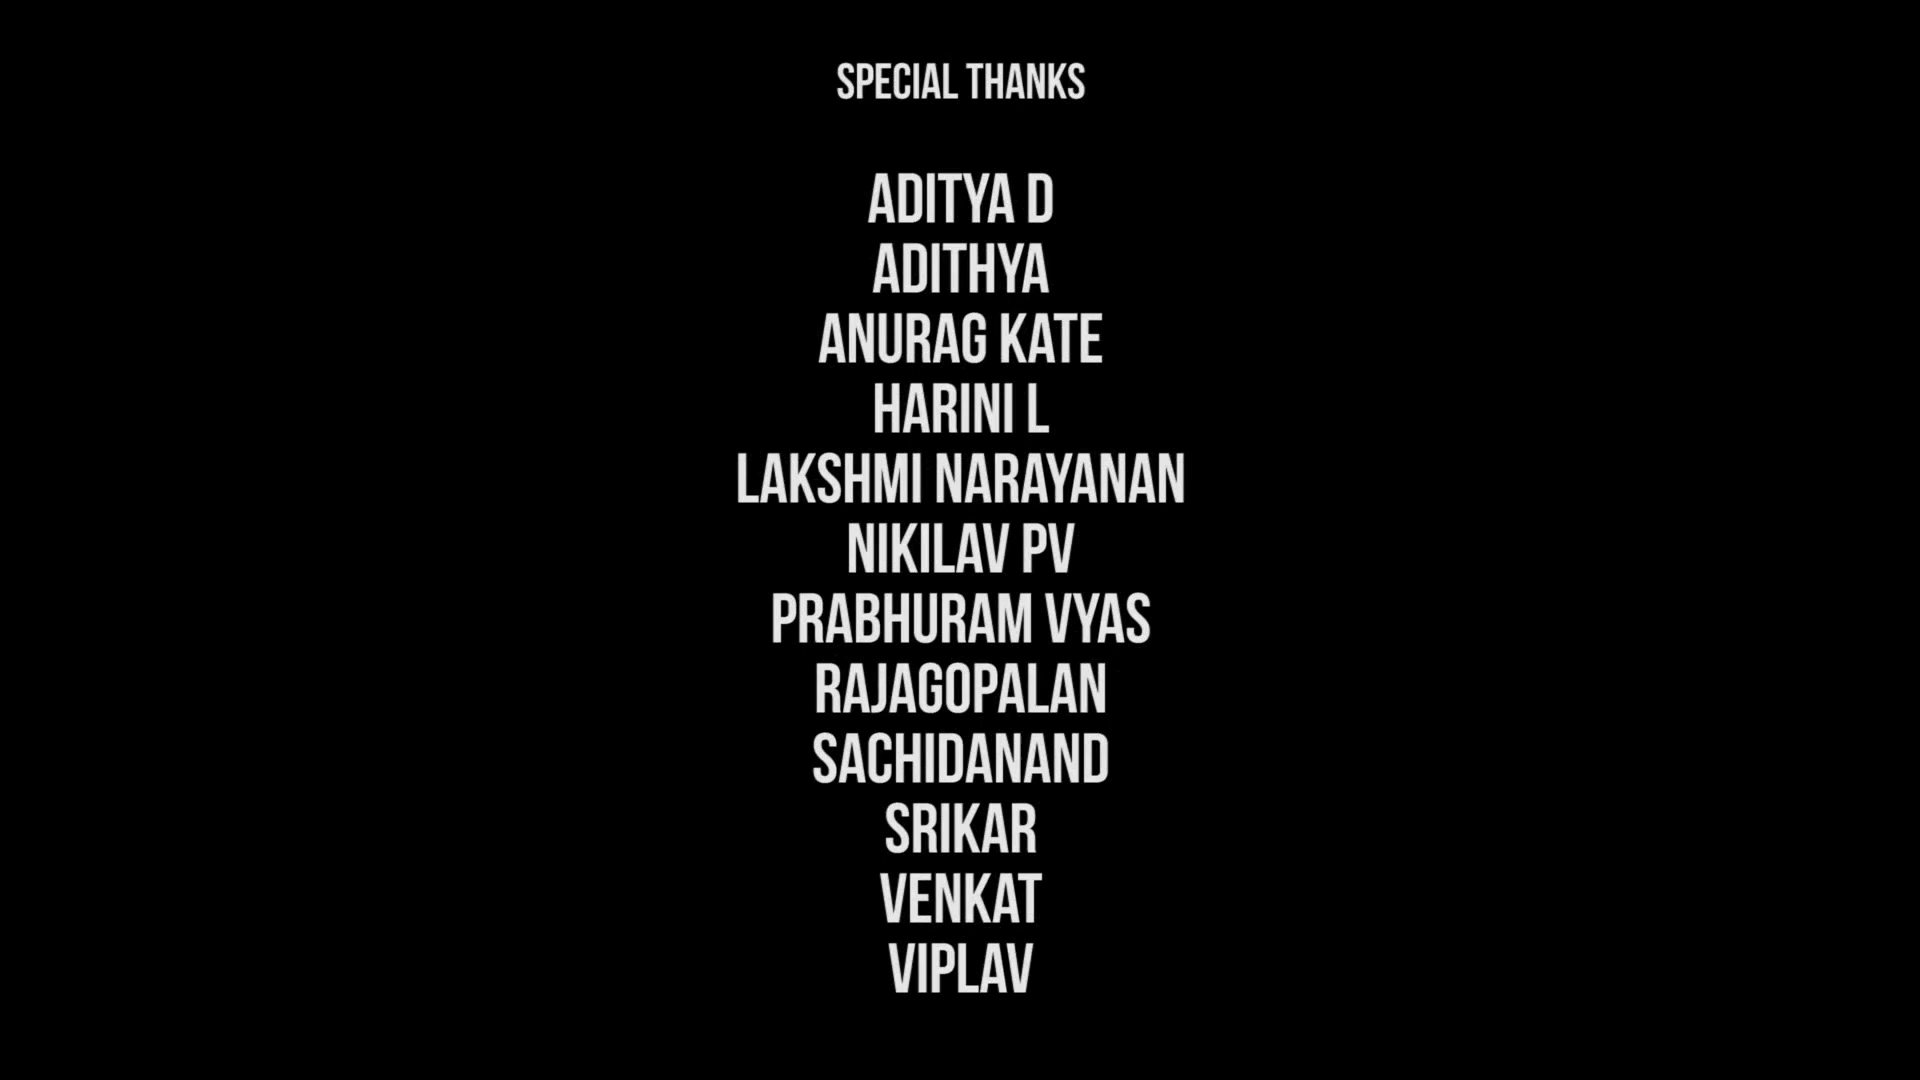 SPECIAL THANKS
ADITYA D
ADITHYA
ANURAG KATE
HARINI L
LAKSHMI NARAYANAN
NIKILAV PV
PRABHURAM VYAS
RAJAGOPALAN
SACHIDANAND
SRIKAR
VENKAT
VIPLAV